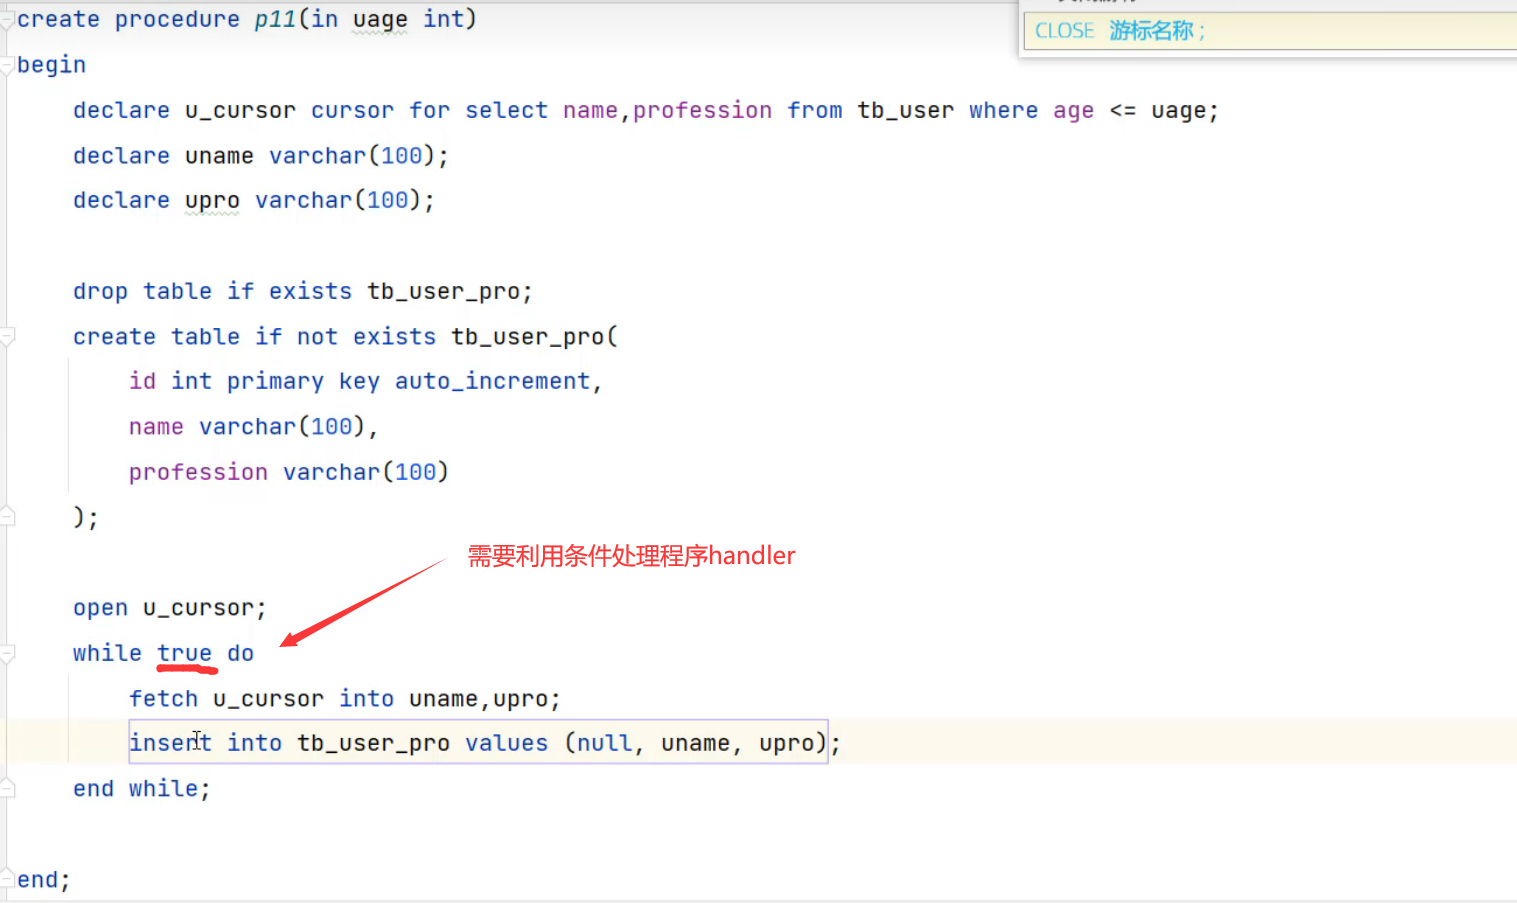 create procedure p11(in uage int)
CLOSE 游标名称 ;
begin
declare u_cursor cursor for select name,profession from tb_user where age <= uage;
declare uname varchar(100);
declare upro varchar(100);
drop table if exists tb_user_pro;
create table if not exists tb_user_pro(
id int primary key auto_increment,
name varchar(100),
profession varchar(100)
);
需要利用条件处理程序handler
open u_cursor;
while true do
fetch u_cursor into uname,upro;
insert into tb_user_pro values (null, uname, upro);
end while;
end;